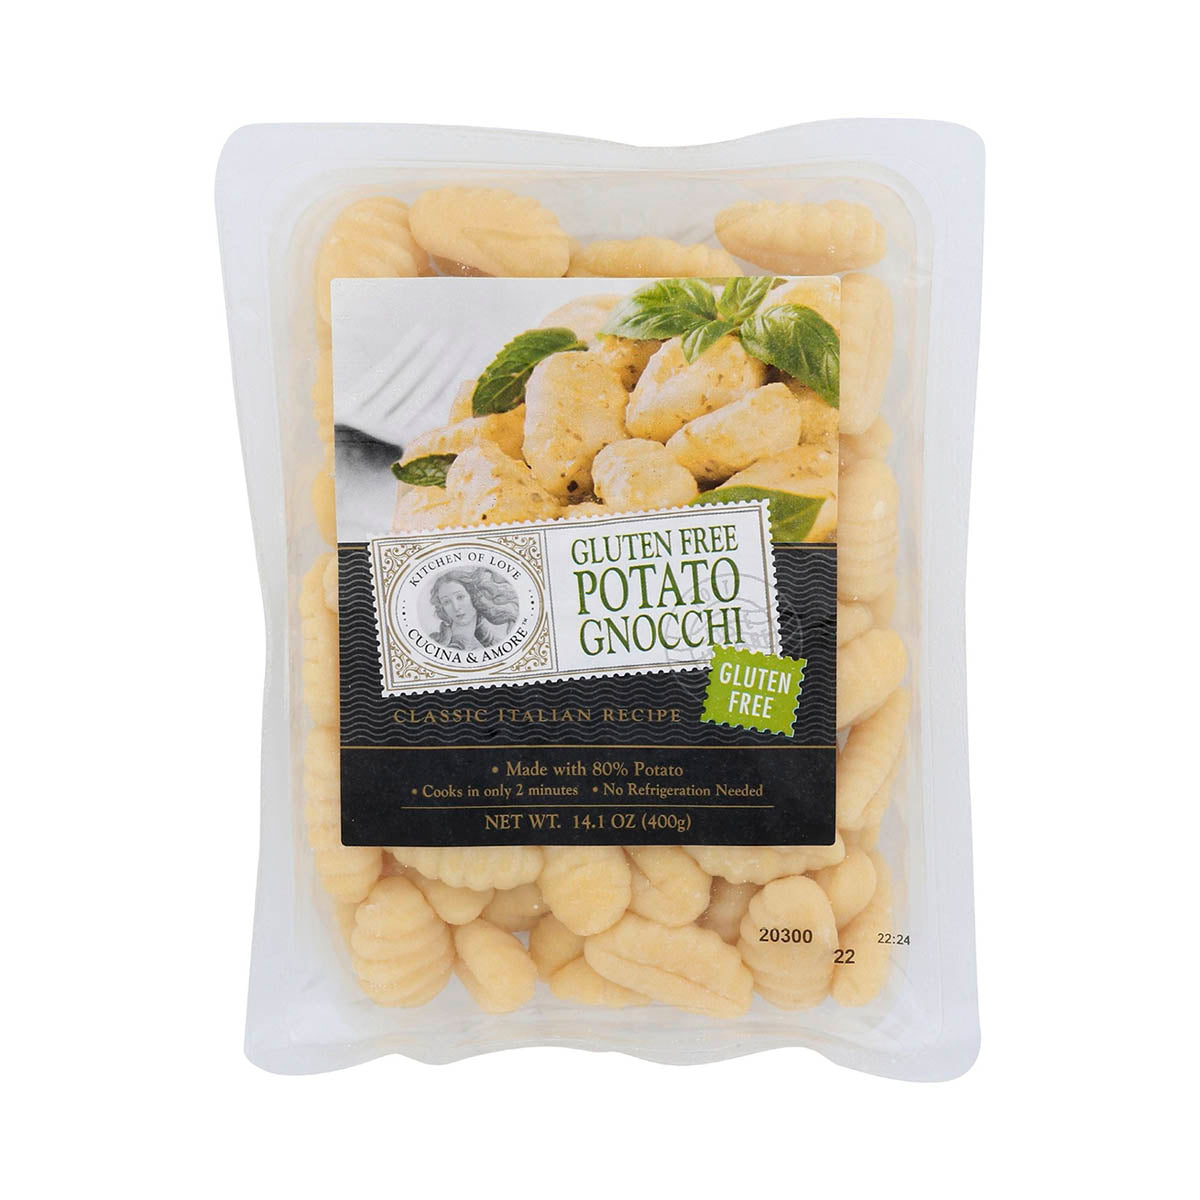 KITCHEN OF LOVE
CUCINA & AMORE™
GLUTEN FREE
POTATO
GNOCCHI
GLUTEN
FREE
CLASSIC ITALIAN RECIPE
• Made with 80% Potato
• Cooks in only 2 minutes • No Refrigeration Needed
NET WT. 14.1 OZ (400g)
20300
22:24
22